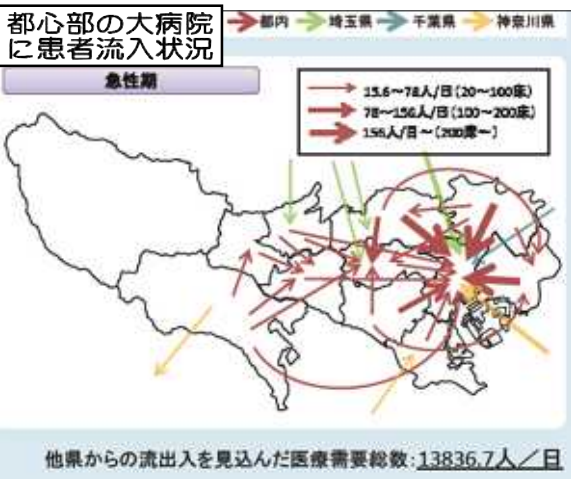 都心部の大病院
に患者流入状況
都内 埼玉県 千葉県 神奈川県
急性期
15.6~78人/日(20~100床)
78~156人/日(100~200床)
156人/日~(200床~)
他県からの流出入を見込んだ医療需要総数:13836.7人/日